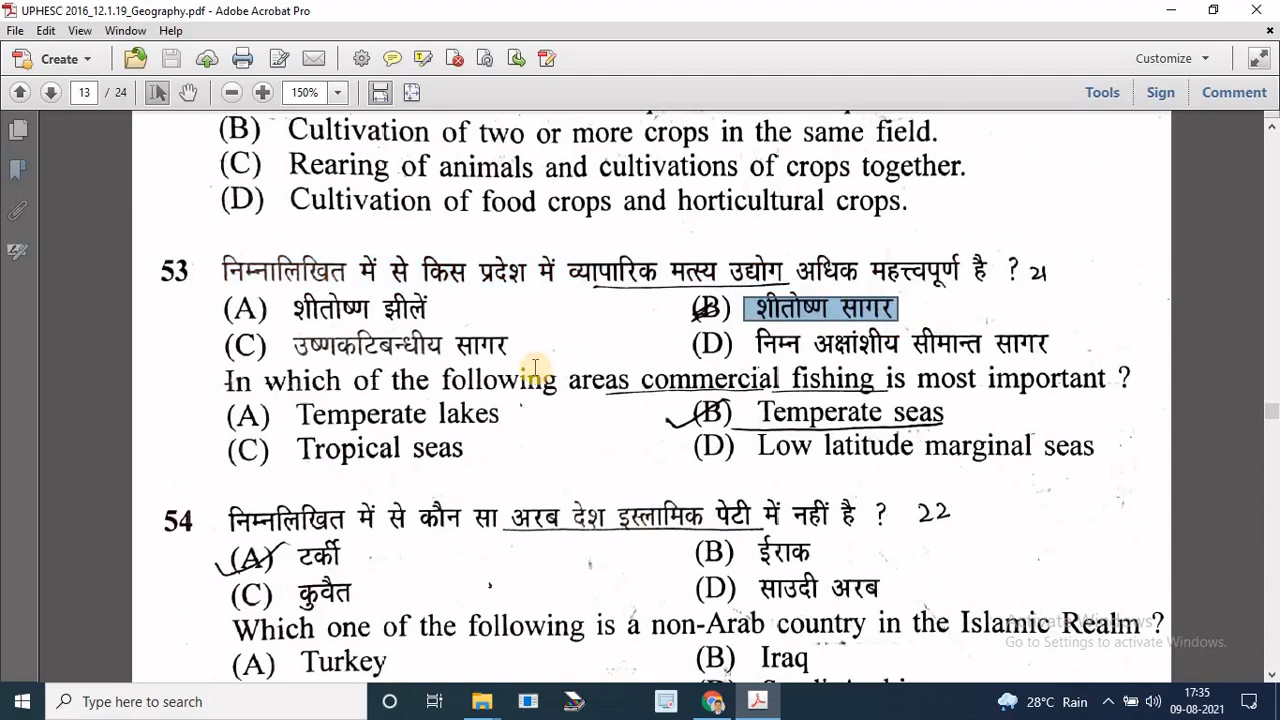 UPHESC 2016_12.1.19_Geography.pdf - Adobe Acrobat Pro
File Edit View Window Help
Create Customize
13 / 24 150% Tools Sign Comment
(B) Cultivation of two or more crops in the same field.
(C) Rearing of animals and cultivations of crops together.
(D) Cultivation of food crops and horticultural crops.
53 निम्नालिखित में से किस प्रदेश में व्यापारिक मत्स्य उद्योग अधिक महत्त्वपूर्ण है ? 21
(A) शीतोष्ण झीलें (B) शीतोष्ण सागर
(C) उष्णकटिबन्धीय सागर (D) निम्न अक्षांशीय सीमान्त सागर
In which of the following areas commercial fishing is most important ?
(A) Temperate lakes (B) Temperate seas
(C) Tropical seas (D) Low latitude marginal seas
54 निम्नलिखित में से कौन सा अरब देश इस्लामिक पेटी में नहीं है ? 22
(A) टर्की (B) ईराक
(C) कुवैत (D) साउदी अरब
Which one of the following is a non-Arab country in the Islamic Realm ?
Activate Windows
Go to Settings to activate Windows.
(A) Turkey (B) Iraq
Type here to search 28°C Rain 17:35
09-08-2021